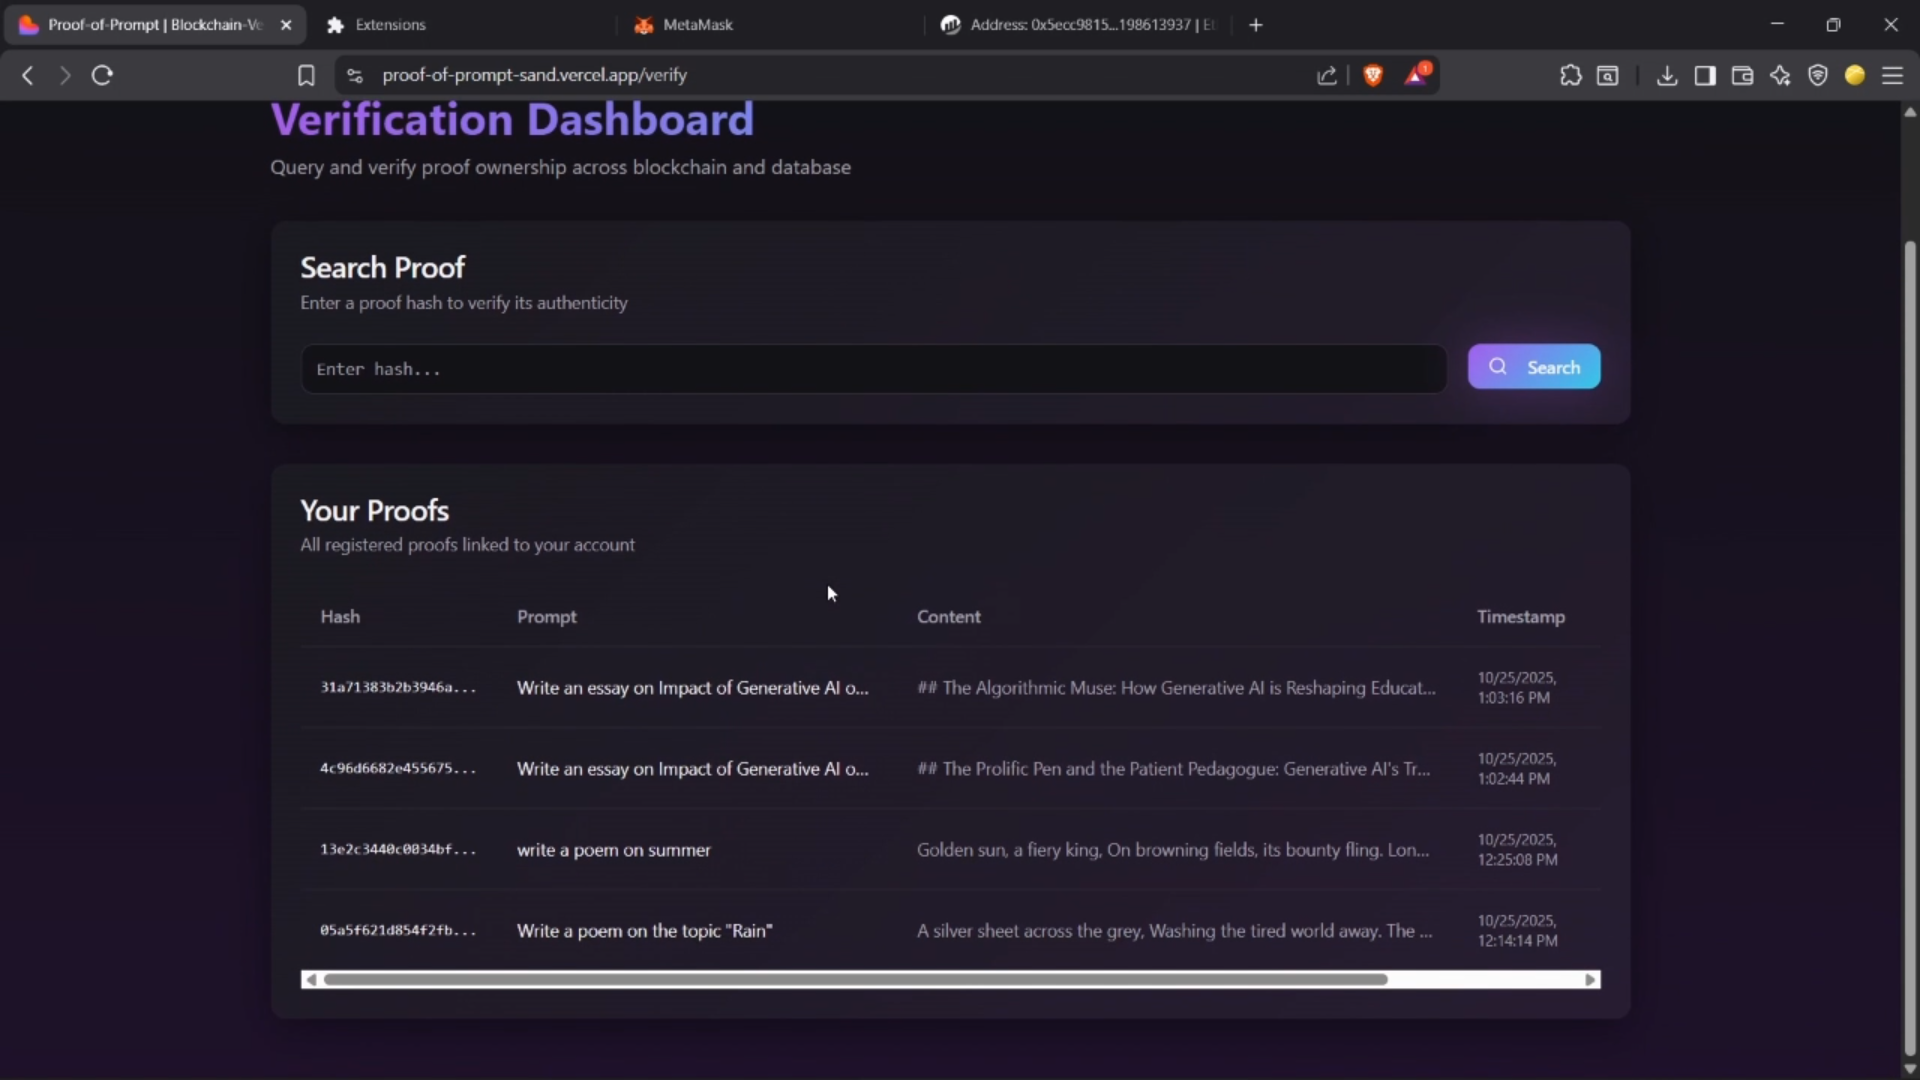 Proof-of-Prompt | Blockchain-Ve
Extensions
MetaMask
Address: 0x5ecc9815...198613937 | Et
proof-of-prompt-sand.vercel.app/verify
1
Verification Dashboard
Query and verify proof ownership across blockchain and database
Search Proof
Enter a proof hash to verify its authenticity
Enter hash...
Search
Your Proofs
All registered proofs linked to your account
Hash Prompt Content Timestamp
31a71383b2b3946a... Write an essay on Impact of Generative AI o... ## The Algorithmic Muse: How Generative AI is Reshaping Educat... 10/25/2025,
1:03:16 PM
4c96d6682e455675... Write an essay on Impact of Generative AI o... ## The Prolific Pen and the Patient Pedagogue: Generative AI's Tr... 10/25/2025,
1:02:44 PM
13e2c3440c0034bf... write a poem on summer Golden sun, a fiery king, On browning fields, its bounty fling. Lon... 10/25/2025,
12:25:08 PM
05a5f621d854f2fb... Write a poem on the topic "Rain" A silver sheet across the grey, Washing the tired world away. The ... 10/25/2025,
12:14:14 PM